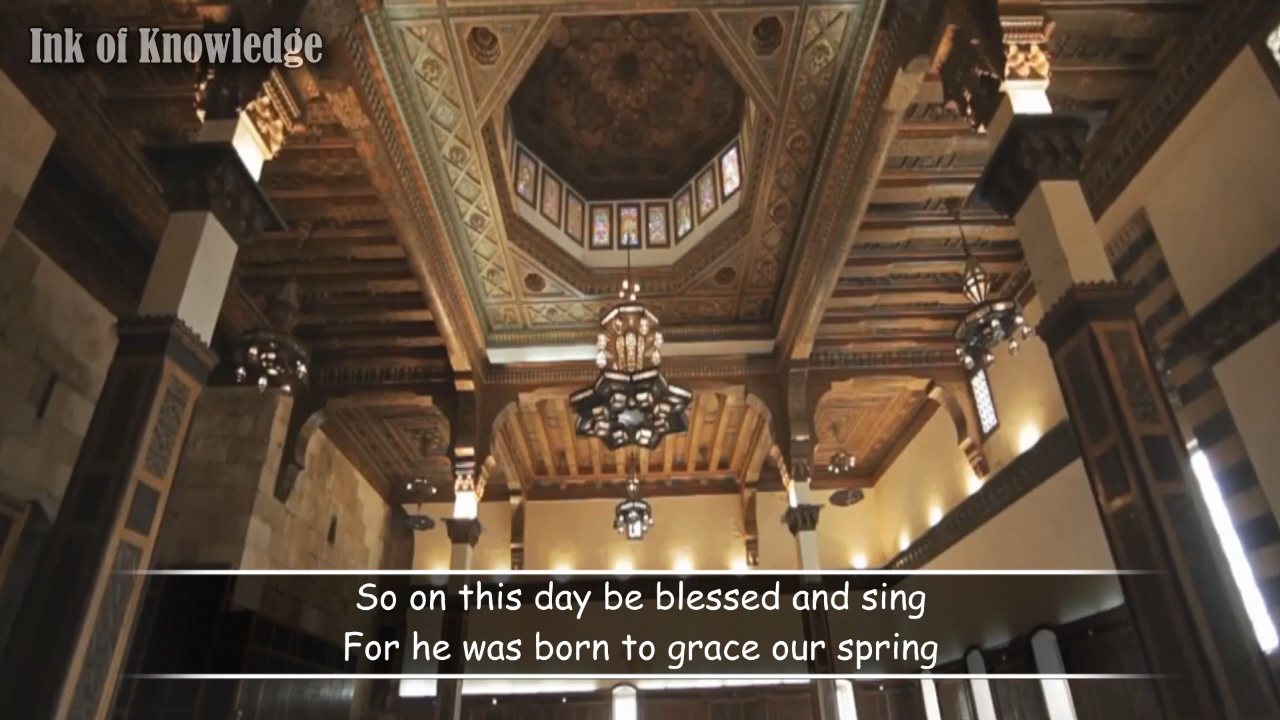 Ink of Knowledge
So on this day be blessed and sing
For he was born to grace our spring